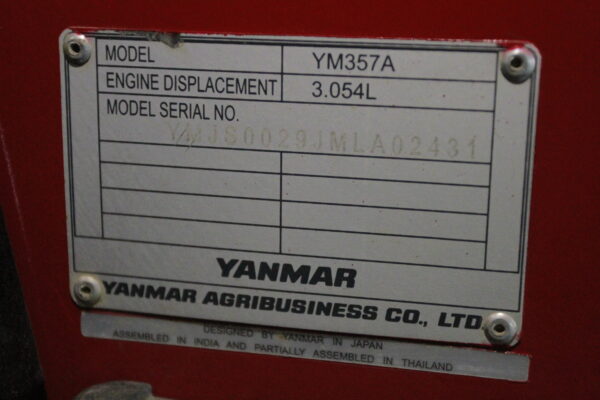 MODEL YM357A
ENGINE DISPLACEMENT 3.054L
MODEL SERIAL NO.
YMJS0029JMLA02431
YANMAR
YANMAR AGRIBUSINESS CO., LTD
DESIGNED BY YANMAR IN JAPAN
ASSEMBLED IN INDIA AND PARTIALLY ASSEMBLED IN THAILAND